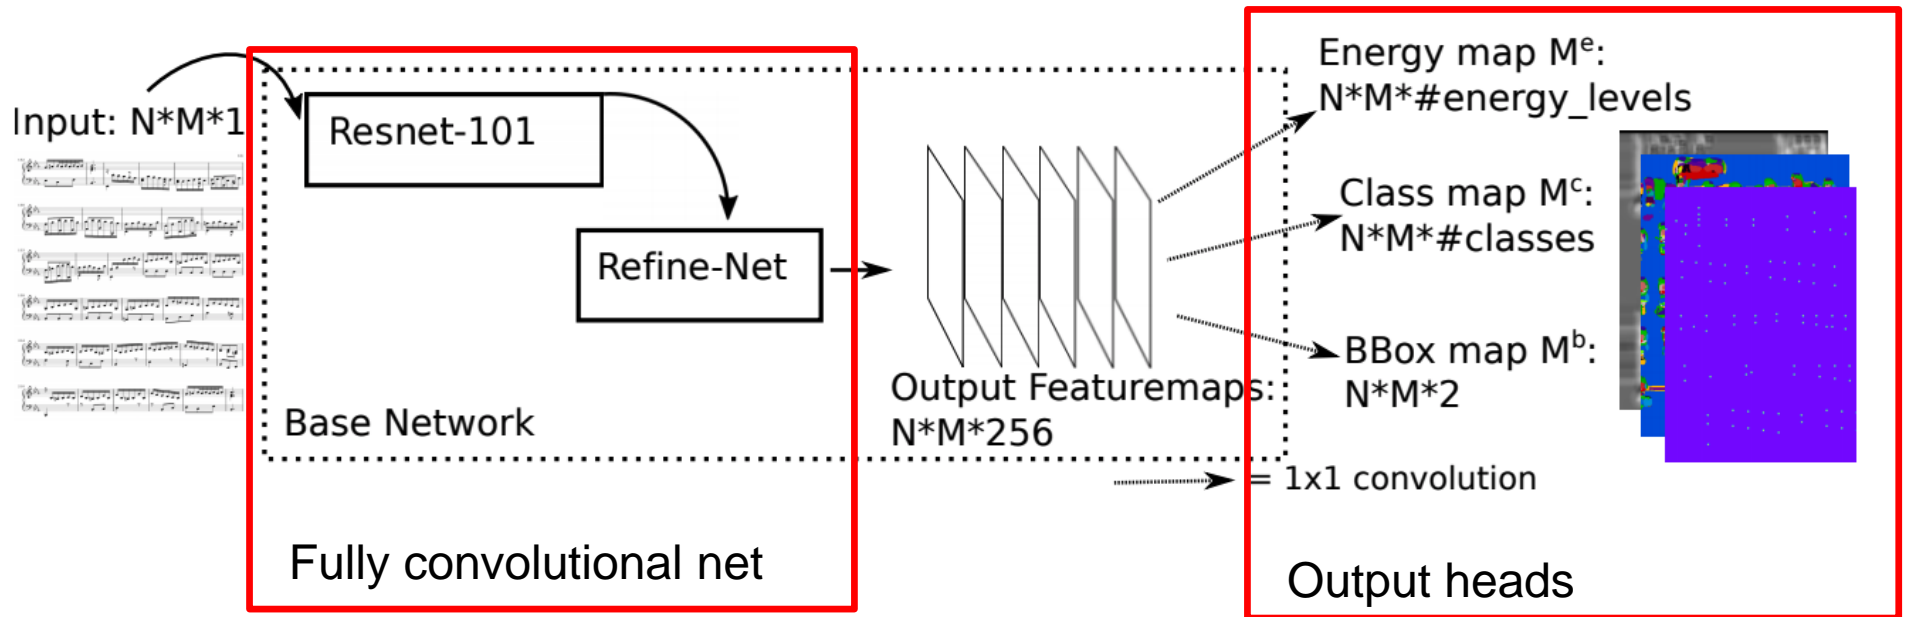 Input: N*M*1
Resnet-101
Refine-Net
Base Network
Output Featuremaps:
N*M*256
Energy map Mᵉ:
N*M*#energy_levels
Class map Mᶜ:
N*M*#classes
BBox map Mᵇ:
N*M*2
= 1x1 convolution
Fully convolutional net
Output heads